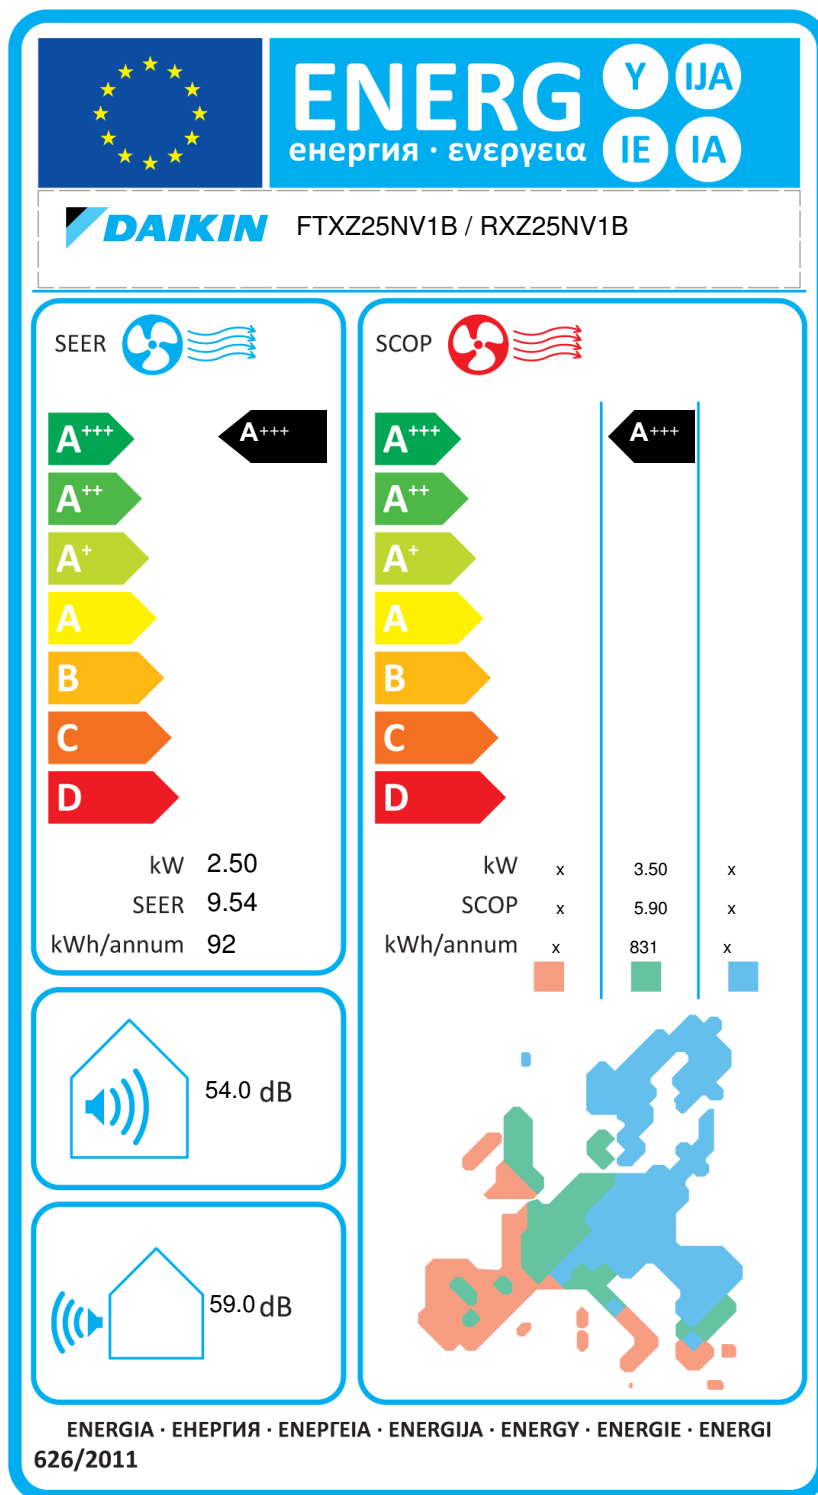 ENERG
енергия · ενεργεια
Y IJA
IE IA
DAIKIN FTXZ25NV1B / RXZ25NV1B
SEER
A+++ A+++
A++
A+
A
B
C
D
kW 2.50
SEER 9.54
kWh/annum 92
SCOP
A+++ A+++
A++
A+
A
B
C
D
kW x 3.50 x
SCOP x 5.90 x
kWh/annum x 831 x
54.0 dB
59.0 dB
ENERGIA · ЕНЕРГИЯ · ΕΝΕΡΓΕΙΑ · ENERGIJA · ENERGY · ENERGIE · ENERGI
626/2011